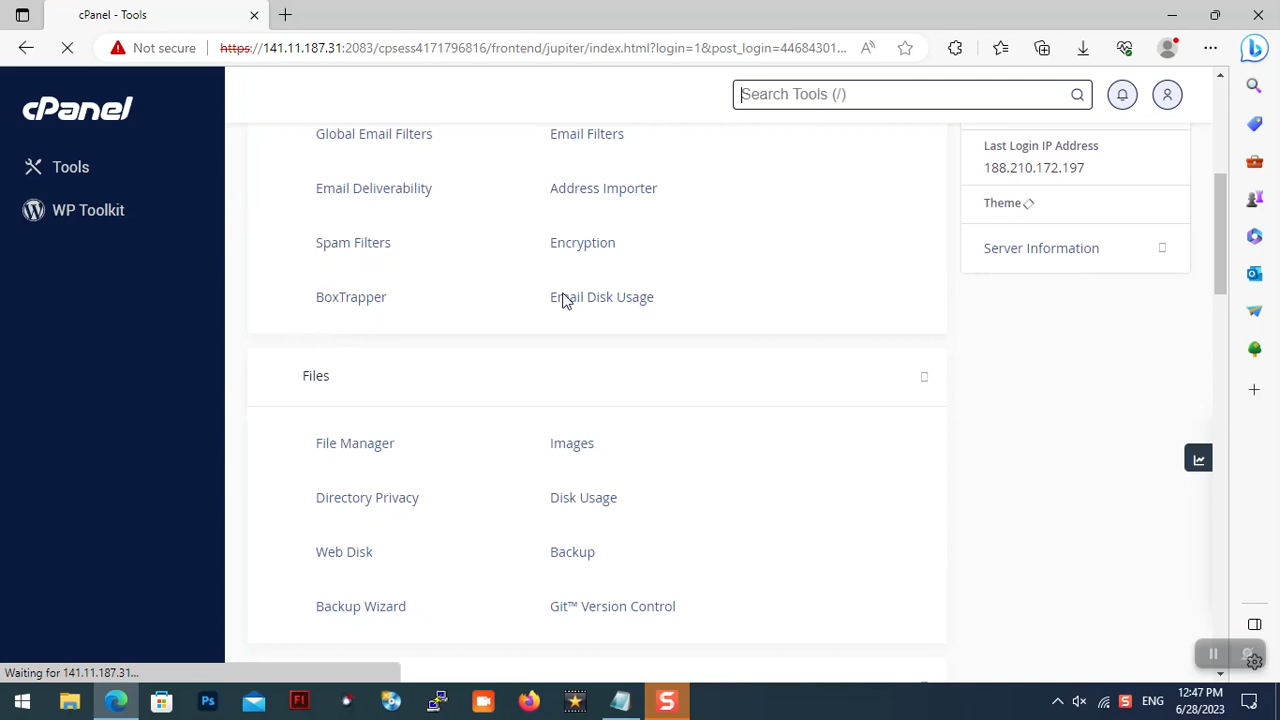 cPanel - Tools
Not secure
https://141.11.187.31:2083/cpsess4171796816/frontend/jupiter/index.html?login=1&post_login=44684301...
cPanel
Search Tools (/)
Tools
WP Toolkit
Global Email Filters
Email Filters
Email Deliverability
Address Importer
Spam Filters
Encryption
BoxTrapper
Email Disk Usage
Last Login IP Address
188.210.172.197
Theme
Server Information
Files
File Manager
Images
Directory Privacy
Disk Usage
Web Disk
Backup
Backup Wizard
Git™ Version Control
Waiting for 141.11.187.31...
ENG
12:47 PM
6/28/2023